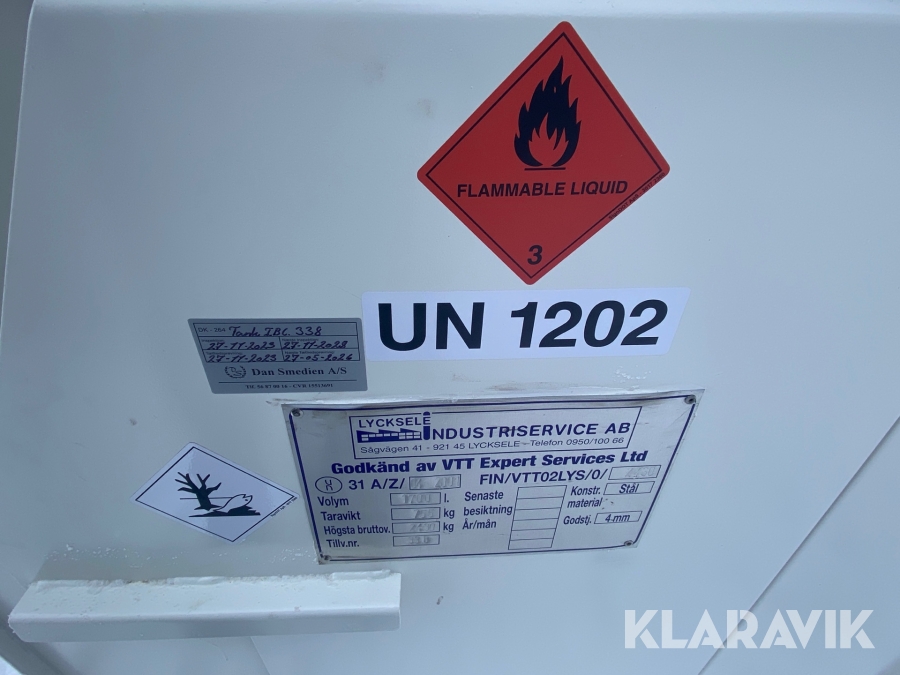 FLAMMABLE LIQUID
3
UN 1202
DK - 284 Tank IBC. 338
27-11-2023 27-11-2028
27-11-2023 27-05-2026
Dan Smedien A/S
LYCKSELE
INDUSTRISERVICE AB
Sågvägen 41 - 921 45 LYCKSELE - Telefon 0950/100 66
Godkänd av VTT Expert Services Ltd
31 A/Z/ FIN/VTT02LYS/0/
Volym l.
Taravikt kg
Högsta bruttov. kg
Tillv.nr.
Senaste
besiktning
År/mån
Konstr. Stål
material
Godstj. 4 mm
KLARAVIK